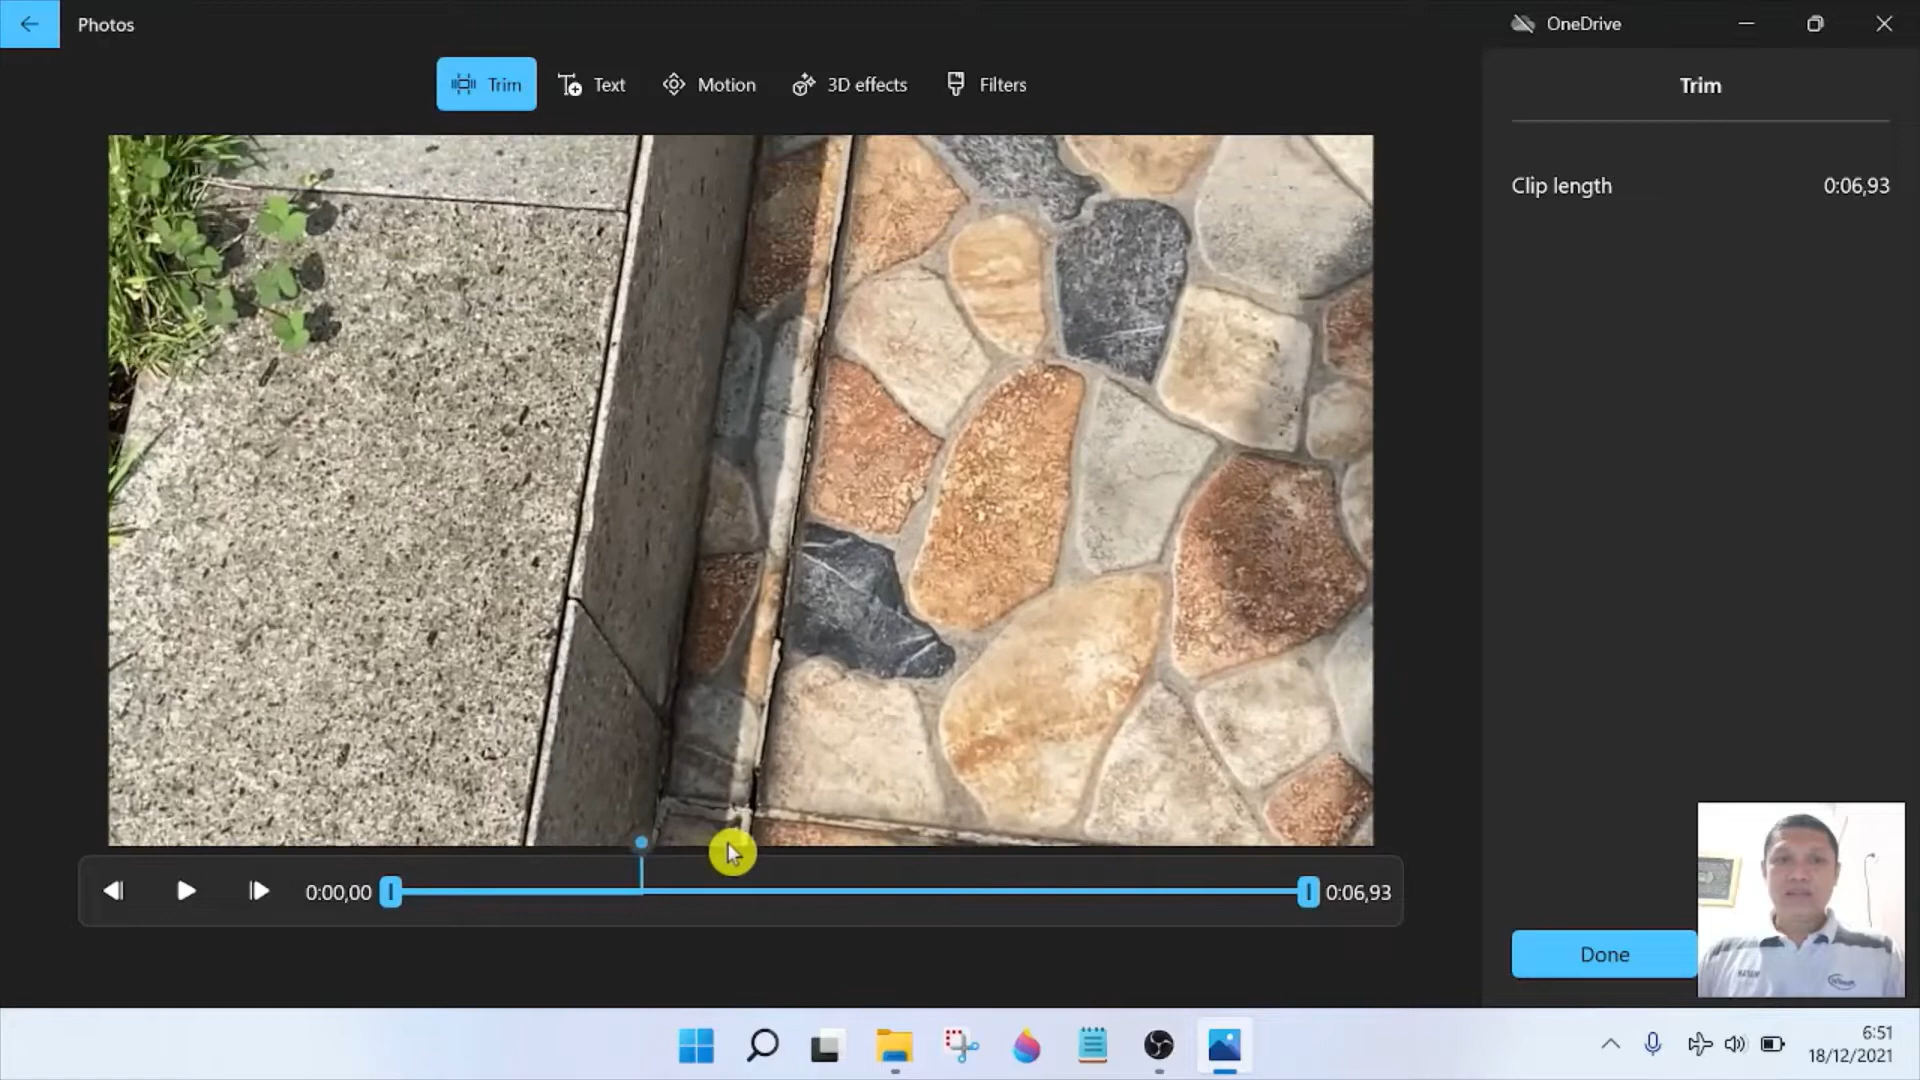 Photos
OneDrive
Trim
Text
Motion
3D effects
Filters
Trim
Clip length
0:06,93
0:00,00
0:06,93
Done
6:51
18/12/2021